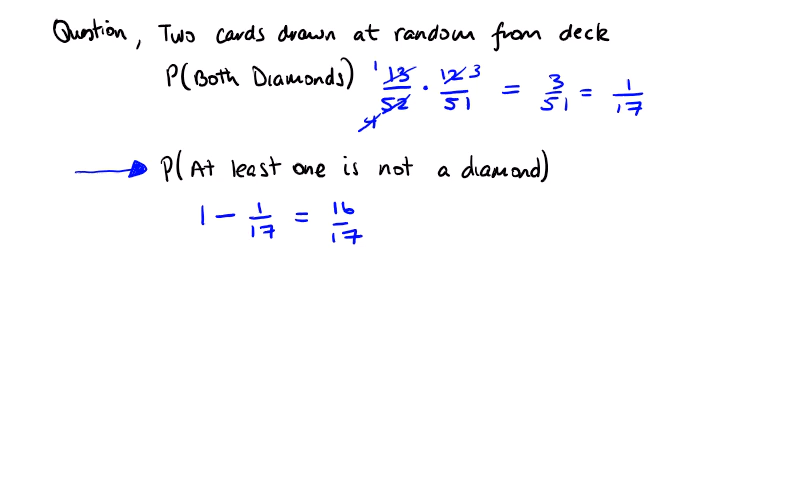 Question, Two cards drawn at random from deck
P(Both Diamonds) 1 13/52 4 · 12/51 3 = 3/51 = 1/17
P(At least one is not a diamond)
1 - 1/17 = 16/17